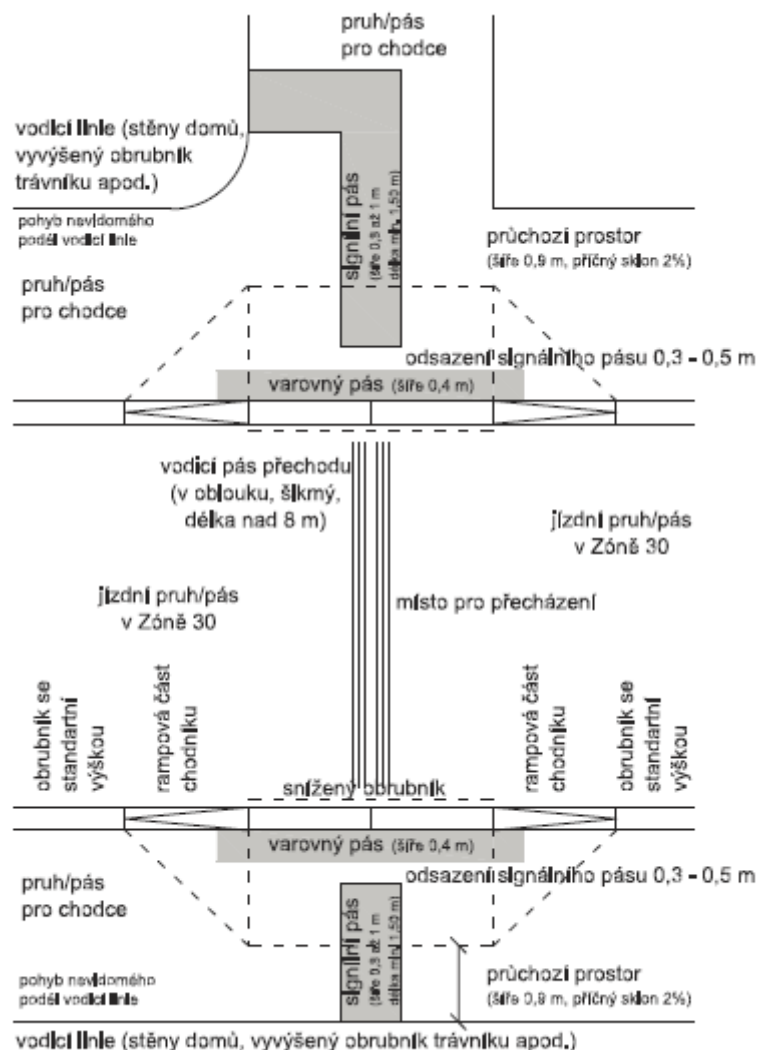 pruh/pás
pro chodce
vodicí linie (stěny domů,
vyvýšený obrubník
trávníku apod.)
pohyb nevidomého
podél vodicí linie
pruh/pás
pro chodce
signílní pás
(šíře 0,8 až 1 m
délka min. 1,50 m)
průchozí prostor
(šíře 0,9 m, příčný sklon 2%)
odsazení signálního pásu 0,3 - 0,5 m
varovný pás (šíře 0,4 m)
vodicí pás přechodu
(v oblouku, šikmý,
délka nad 8 m)
jízdní pruh/pás
v Zóně 30
jízdní pruh/pás
v Zóně 30
místo pro přecházení
obrubník se
standartní
výškou
rampová část
chodníku
rampová část
chodníku
obrubník se
standartní
výškou
snížený obrubník
varovný pás (šíře 0,4 m)
odsazení signálního pásu 0,3 - 0,5 m
pruh/pás
pro chodce
signílní pás
(šíře 0,8 až 1 m
délka min. 1,50 m)
pohyb nevidomého
podél vodicí linie
průchozí prostor
(šíře 0,9 m, příčný sklon 2%)
vodicí linie (stěny domů, vyvýšený obrubník trávníku apod.)